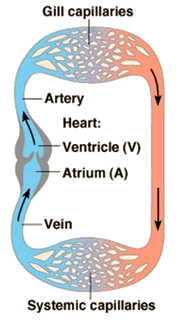 Gill capillaries
Artery
Heart:
Ventricle (V)
Atrium (A)
Vein
Systemic capillaries